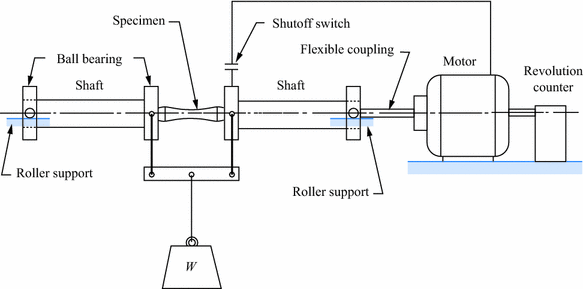 Specimen
Shutoff switch
Ball bearing
Flexible coupling
Motor
Revolution
counter
Shaft
Shaft
Roller support
Roller support
W